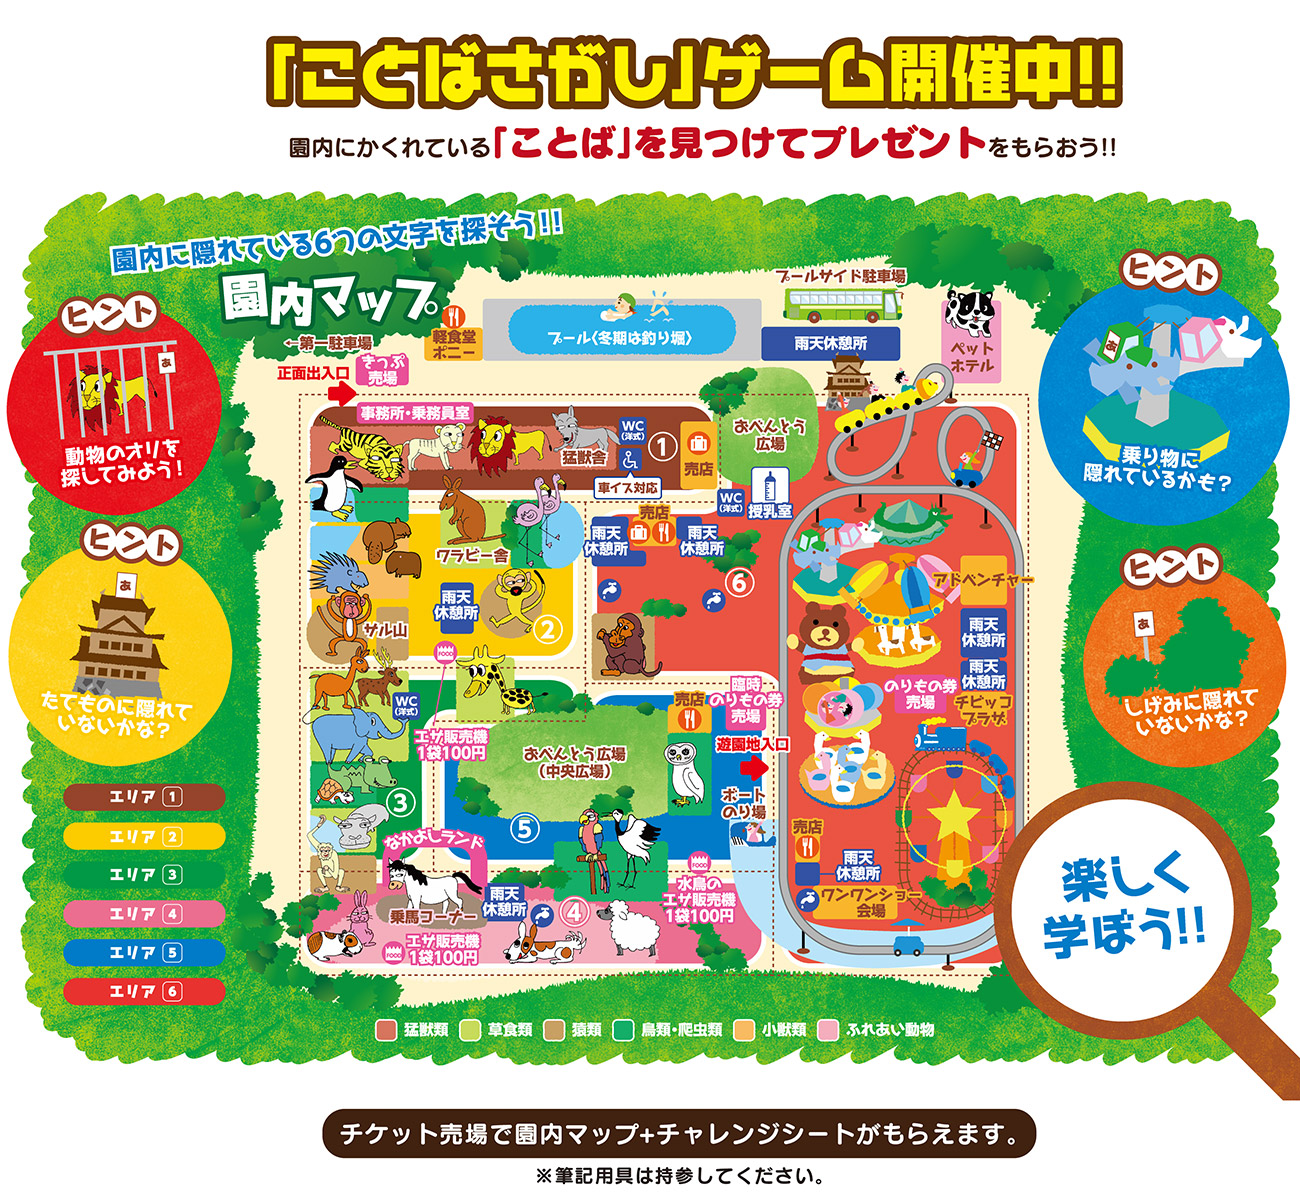 「ことばさがし」ゲーム開催中!!
園内にかくれている「ことば」を見つけてプレゼントをもらおう!!
園内に隠れている6つの文字を探そう!!
園内マップ
ヒント
あ
動物のオリを
探してみよう!
ヒント
あ
たてものに隠れて
いないかな?
ヒント
あ
乗り物に
隠れているかも?
ヒント
あ
しげみに隠れて
いないかな?
エリア 1
エリア 2
エリア 3
エリア 4
エリア 5
エリア 6
←第一駐車場
正面出入口
きっぷ
売場
軽食堂
ポニー
プール〈冬期は釣り堀〉
プールサイド駐車場
雨天休憩所
ペット
ホテル
事務所・乗務員室
猛獣舎
WC
(洋式)
車イス対応
①
売店
おべんとう
広場
WC
(洋式)
授乳室
ワラビー舎
雨天
休憩所
売店
雨天
休憩所
雨天
休憩所
②
⑥
サル山
FOOD
エサ販売機
1袋100円
WC
(洋式)
③
おべんとう広場
(中央広場)
⑤
売店
臨時
のりもの券
売場
遊園地入口
ボート
のり場
あ
アドベンチャー
雨天
休憩所
雨天
休憩所
のりもの券
売場
チビッコ
プラザ
売店
雨天
休憩所
ワンワンショー
会場
なかよしランド
乗馬コーナー
雨天
休憩所
④
FOOD
エサ販売機
1袋100円
FOOD
水鳥の
エサ販売機
1袋100円
猛獣類
草食類
猿類
鳥類・爬虫類
小獣類
ふれあい動物
楽しく
学ぼう!!
チケット売場で園内マップ+チャレンジシートがもらえます。
※筆記用具は持参してください。